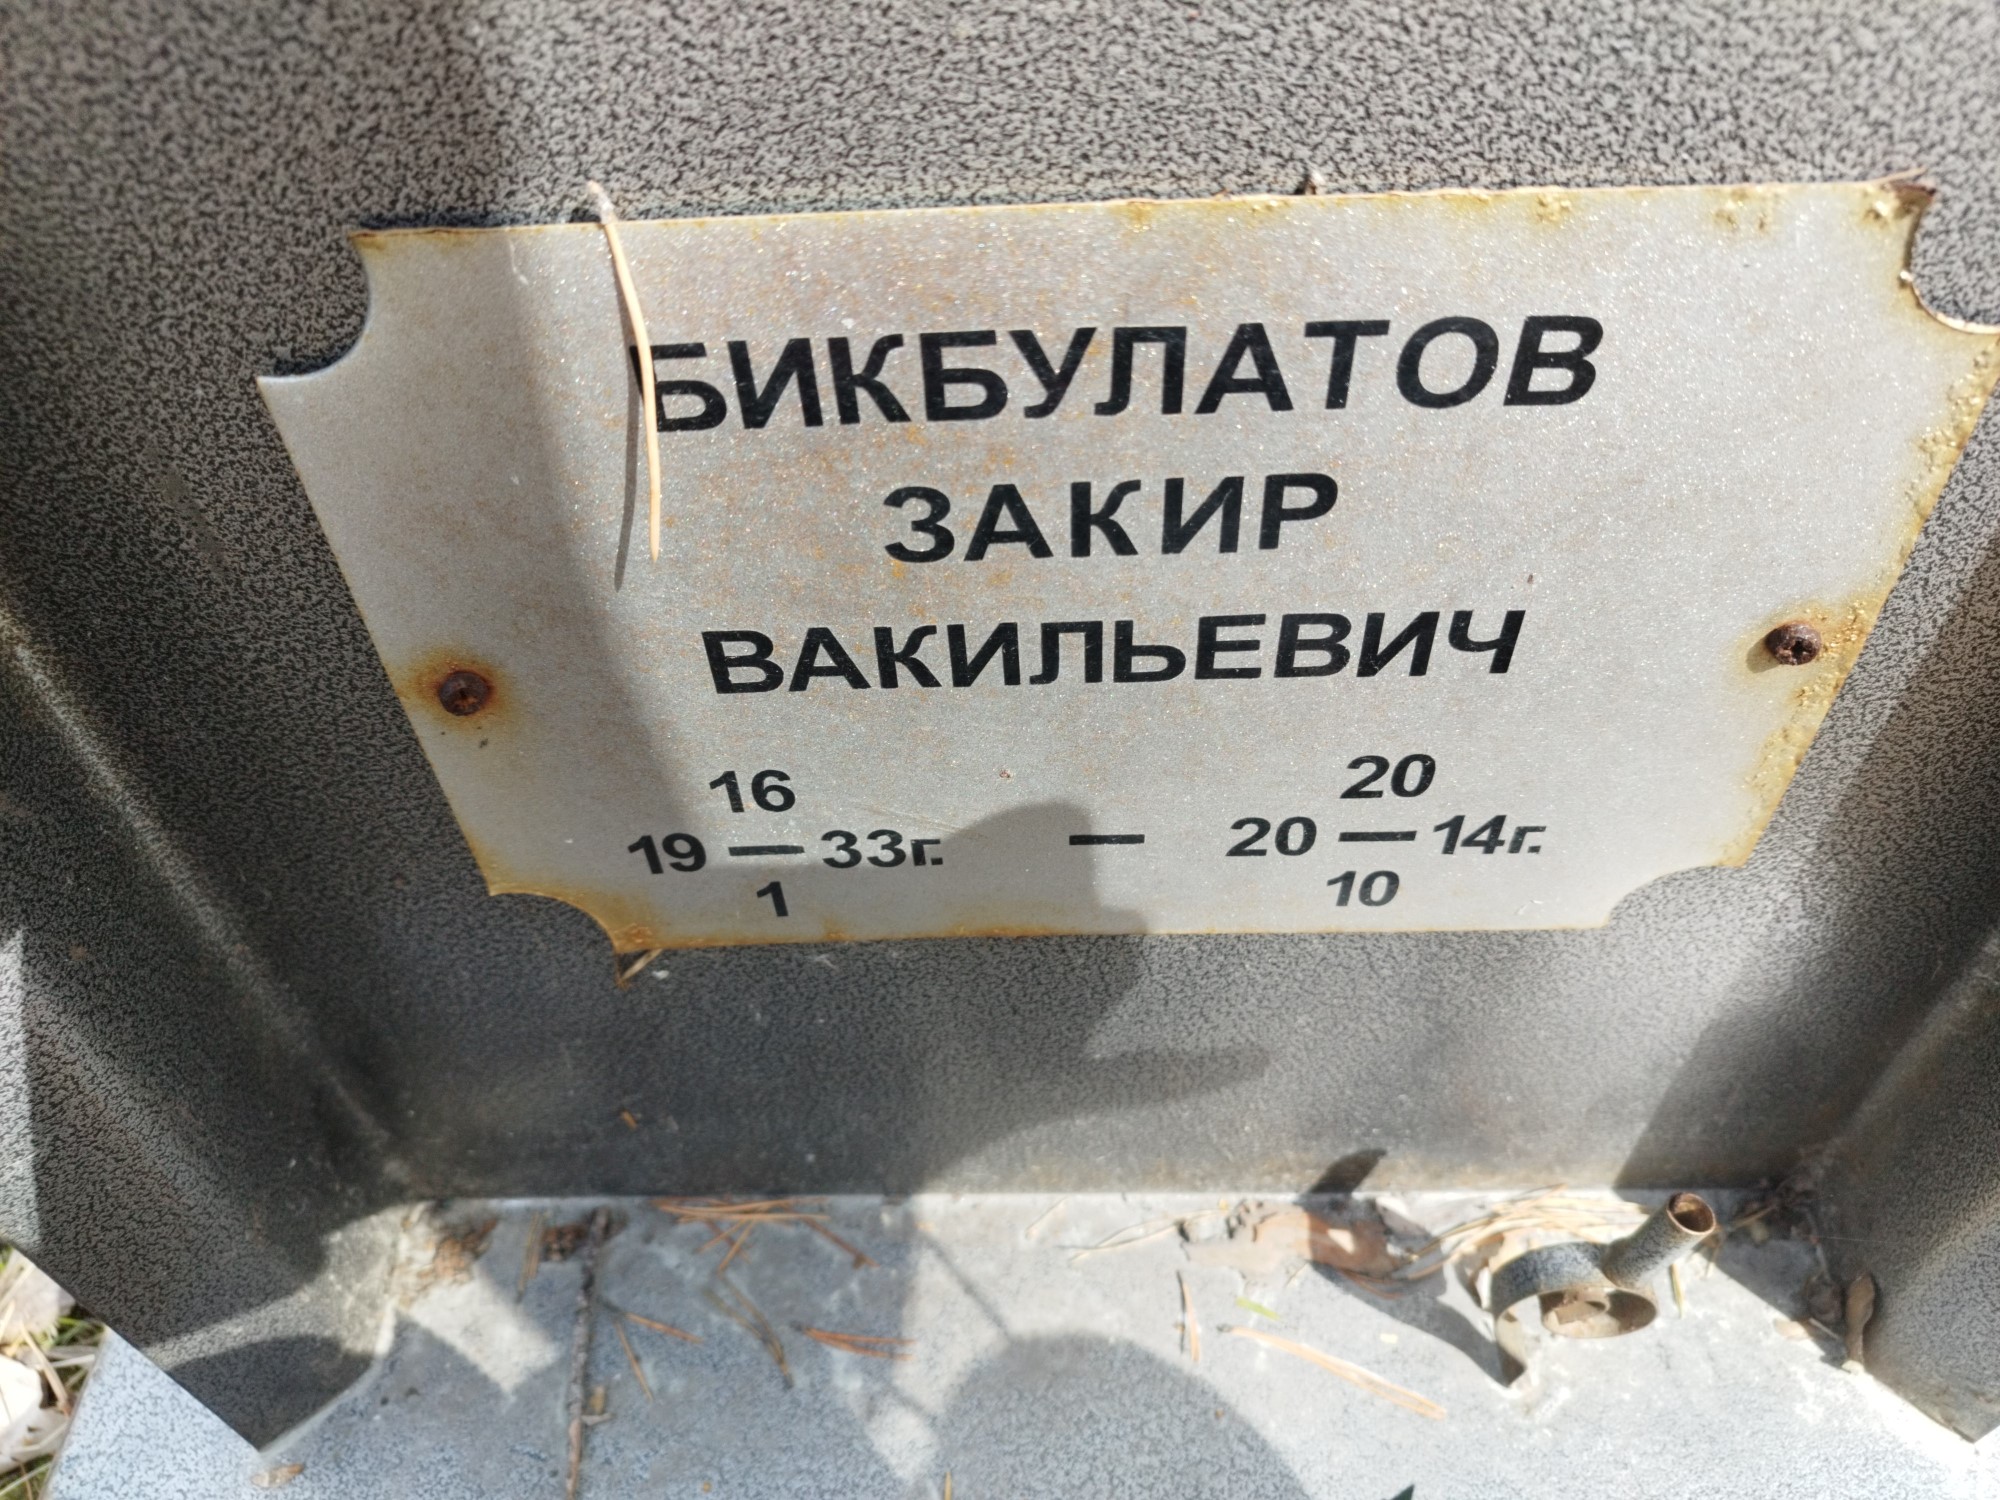 БИКБУЛАТОВ
ЗАКИР
ВАКИЛЬЕВИЧ
16 20
19 — 33г. — 20 — 14г.
1 10